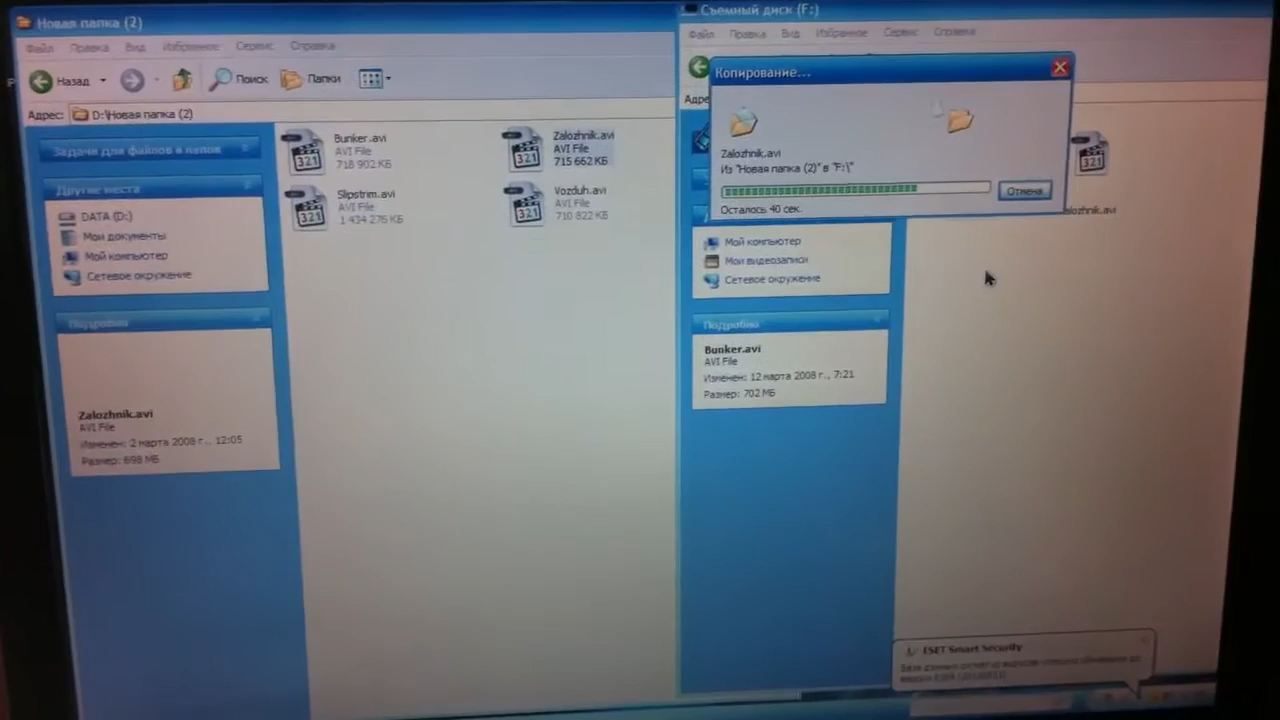 Новая папка (2)
Файл Правка Вид Избранное Сервис Справка
Назад Поиск Папки
Адрес: D:\Новая папка (2)
Задачи для файлов и папок
Другие места
DATA (D:)
Мои документы
Мой компьютер
Сетевое окружение
Подробно
Zalozhnik.avi
AVI File
Изменен: 2 марта 2008 г., 12:05
Размер: 698 МБ
Bunker.avi
AVI File
718 902 КБ
Zalozhnik.avi
AVI File
715 662 КБ
Slipstrim.avi
AVI File
1 434 276 КБ
Vozduh.avi
AVI File
710 822 КБ
Съемный диск (F:)
Файл Правка Вид Избранное Сервис Справка
Копирование...
Zalozhnik.avi
Из "Новая папка (2)" в "F:\"
Отмена
Осталось 40 сек.
Мой компьютер
Мои видеозаписи
Сетевое окружение
Подробно
Bunker.avi
AVI File
Изменен: 12 марта 2008 г., 7:21
Размер: 702 МБ
ESET Smart Security